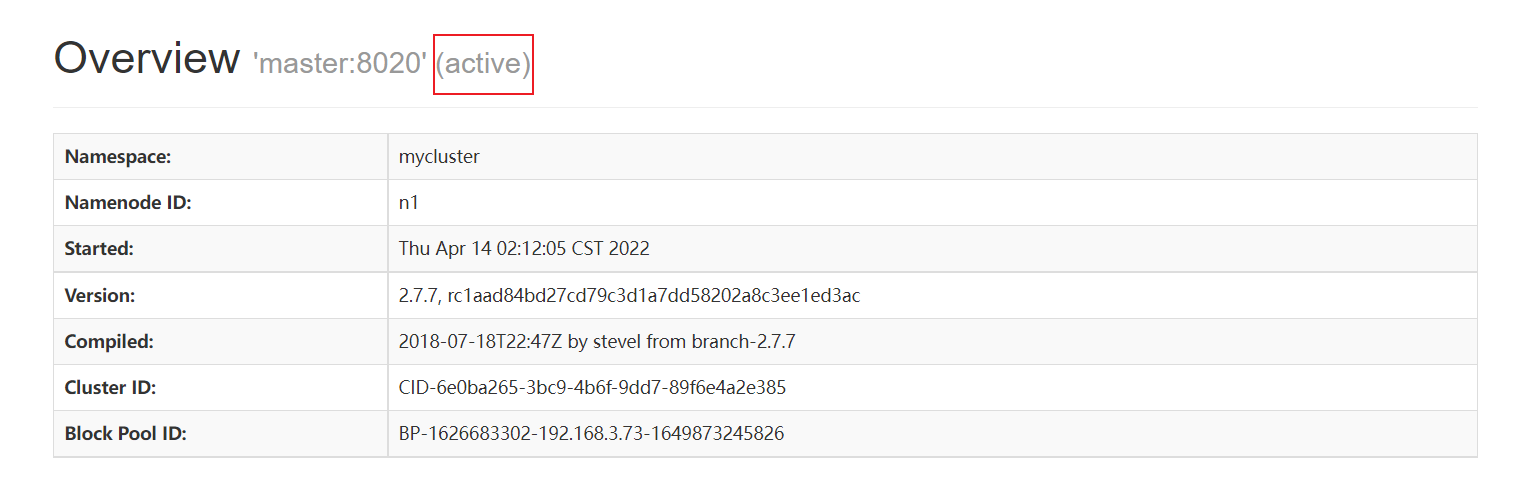 Overview 'master:8020' (active)
Namespace: mycluster
Namenode ID: n1
Started: Thu Apr 14 02:12:05 CST 2022
Version: 2.7.7, rc1aad84bd27cd79c3d1a7dd58202a8c3ee1ed3ac
Compiled: 2018-07-18T22:47Z by stevel from branch-2.7.7
Cluster ID: CID-6e0ba265-3bc9-4b6f-9dd7-89f6e4a2e385
Block Pool ID: BP-1626683302-192.168.3.73-1649873245826